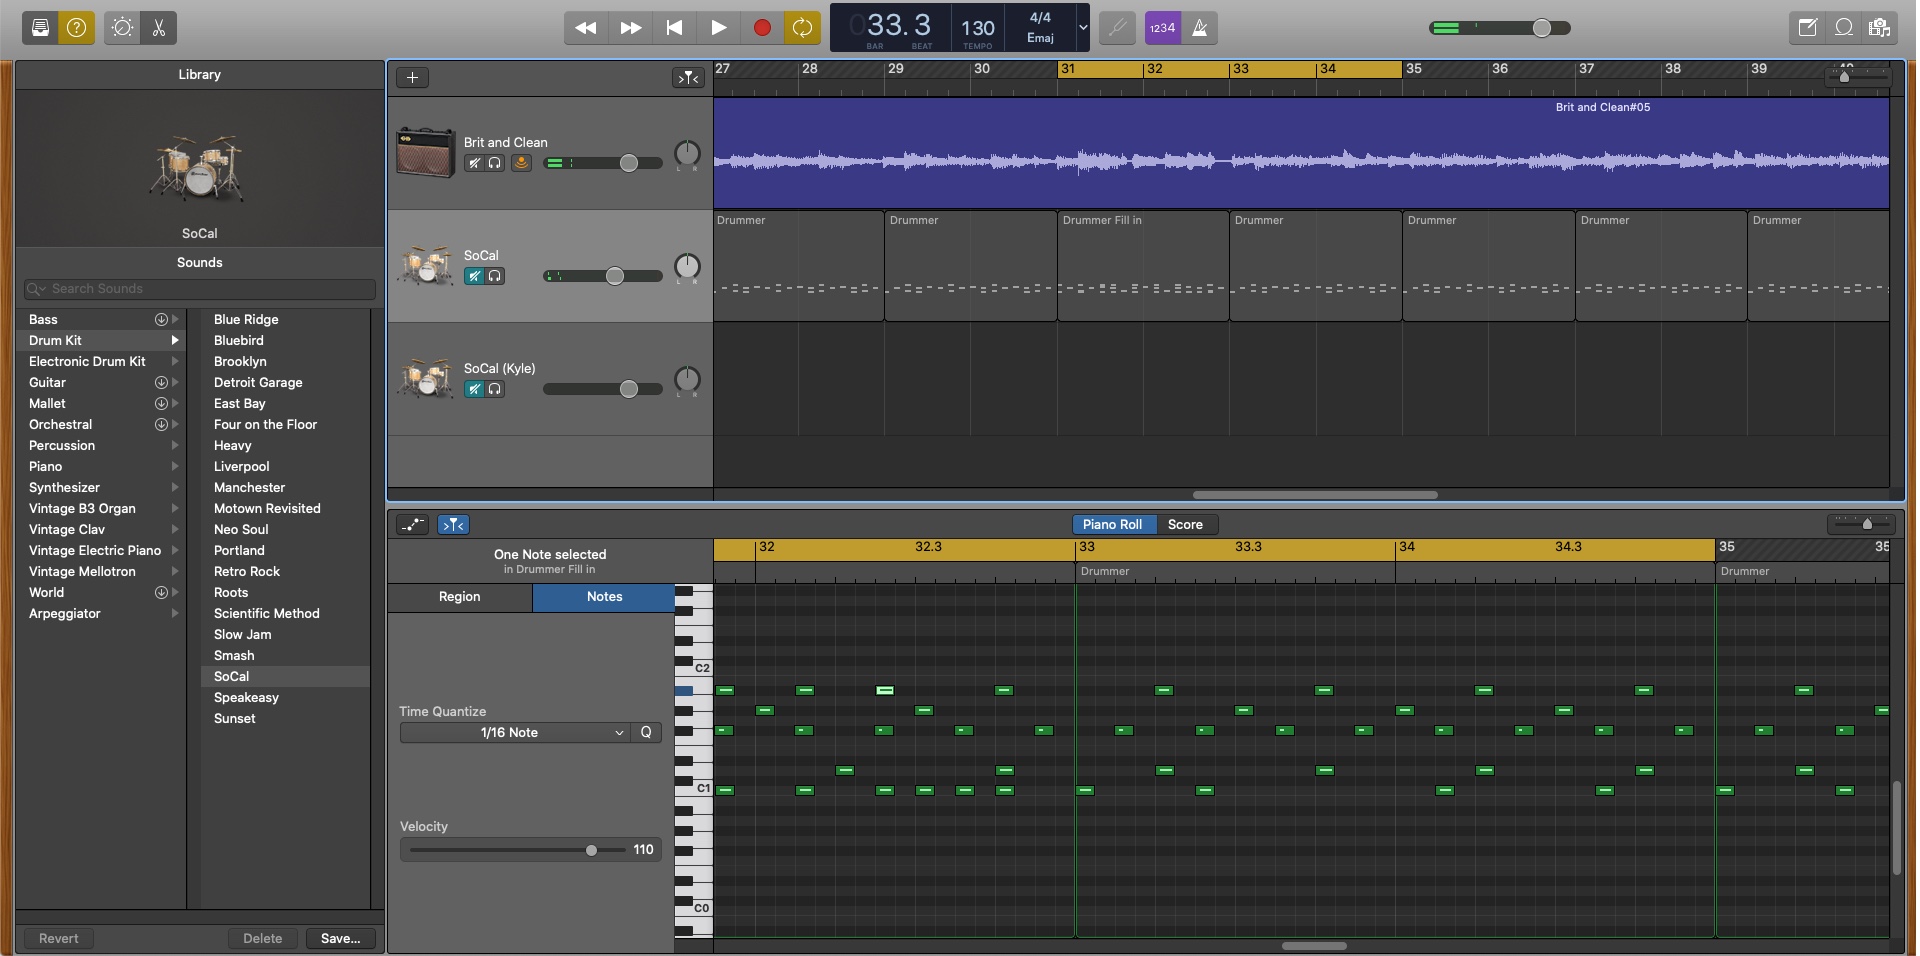 33. 3
BAR
BEAT
130
TEMPO
4/4
Emaj
1234
Library
SoCal
Sounds
Search Sounds
Bass
Drum Kit
Electronic Drum Kit
Guitar
Mallet
Orchestral
Percussion
Piano
Synthesizer
Vintage B3 Organ
Vintage Clav
Vintage Electric Piano
Vintage Mellotron
World
Arpeggiator
Blue Ridge
Bluebird
Brooklyn
Detroit Garage
East Bay
Four on the Floor
Heavy
Liverpool
Manchester
Motown Revisited
Neo Soul
Portland
Retro Rock
Roots
Scientific Method
Slow Jam
Smash
SoCal
Speakeasy
Sunset
Revert
Delete
Save...
27 28 29 30 31 32 33 34 35 36 37 38 39
Brit and Clean
L R
Brit and Clean#05
SoCal
L R
Drummer Drummer Drummer Fill in Drummer Drummer Drummer Drummer
SoCal (Kyle)
L R
Piano Roll Score
One Note selected
in Drummer Fill in
Region Notes
Time Quantize
1/16 Note
Q
Velocity
110
32 32.3 33 33.3 34 34.3 35 35
Drummer Drummer
C2
C1
C0